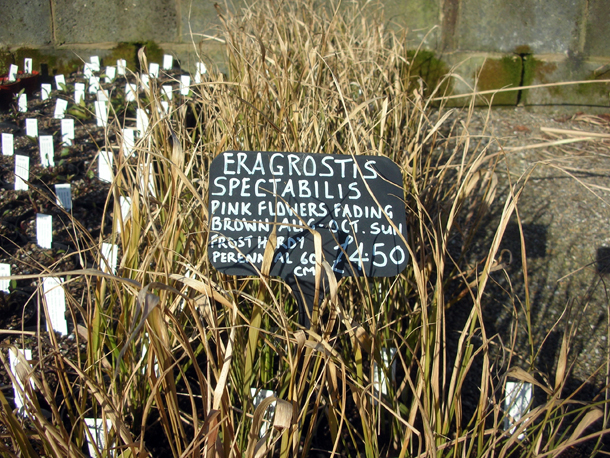 ERAGROSTIS
SPECTABILIS
PINK FLOWERS FADING
BROWN AUG-OCT. SUN
FROST HARDY
PERENNIAL 60 £4.50
CM